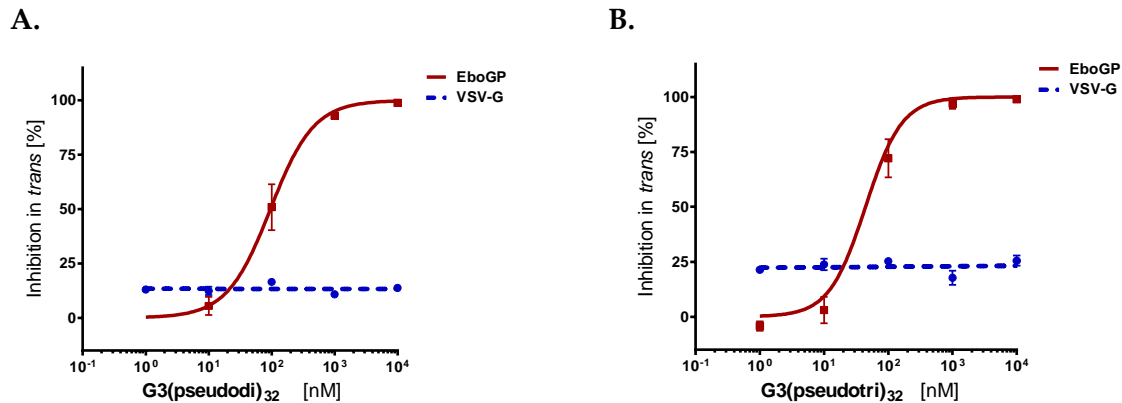 A.
EboGP
VSV-G
100
75
50
25
0
Inhibition in trans [%]
10-1 100 101 102 103 104
G3(pseudodi)32 [nM]
B.
EboGP
VSV-G
100
75
50
25
0
Inhibition in trans [%]
10-1 100 101 102 103 104
G3(pseudotri)32 [nM]